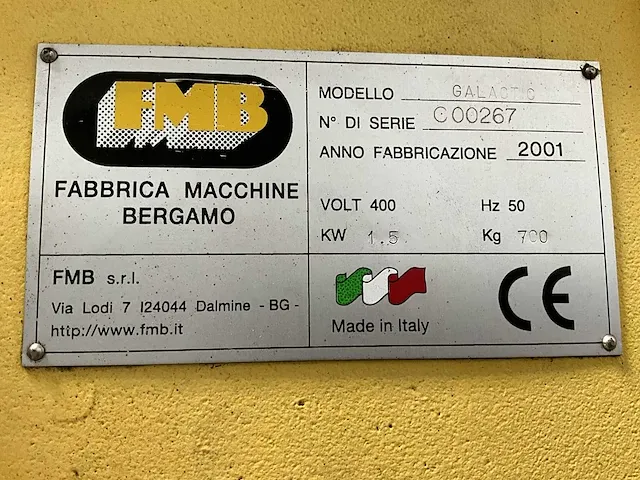 FMB
FABBRICA MACCHINE
BERGAMO
MODELLO GALACTIC
N° DI SERIE C00267
ANNO FABBRICAZIONE 2001
VOLT 400 Hz 50
KW 1.5 Kg 700
FMB s.r.l.
Via Lodi 7 I24044 Dalmine - BG -
http://www.fmb.it
Made in Italy
CE